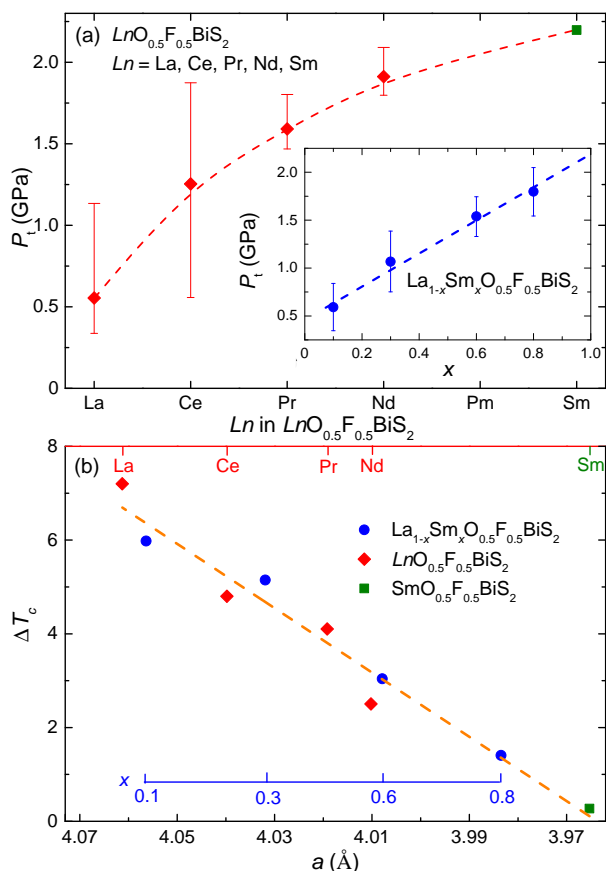 (a) LnO0.5F0.5BiS2
Ln = La, Ce, Pr, Nd, Sm
Pt (GPa)
2.0
1.5
1.0
0.5
0.0
Pt (GPa)
2.0
1.5
1.0
0.5
La1-xSmxO0.5F0.5BiS2
0 0.2 0.4 0.6 0.8 1.0
x
La Ce Pr Nd Pm Sm
Ln in LnO0.5F0.5BiS2
(b) La Ce Pr Nd Sm
La1-xSmxO0.5F0.5BiS2
LnO0.5F0.5BiS2
SmO0.5F0.5BiS2
ΔTc
8
6
4
2
0
x
0.1 0.3 0.6 0.8
4.07 4.05 4.03 4.01 3.99 3.97
a (Å)